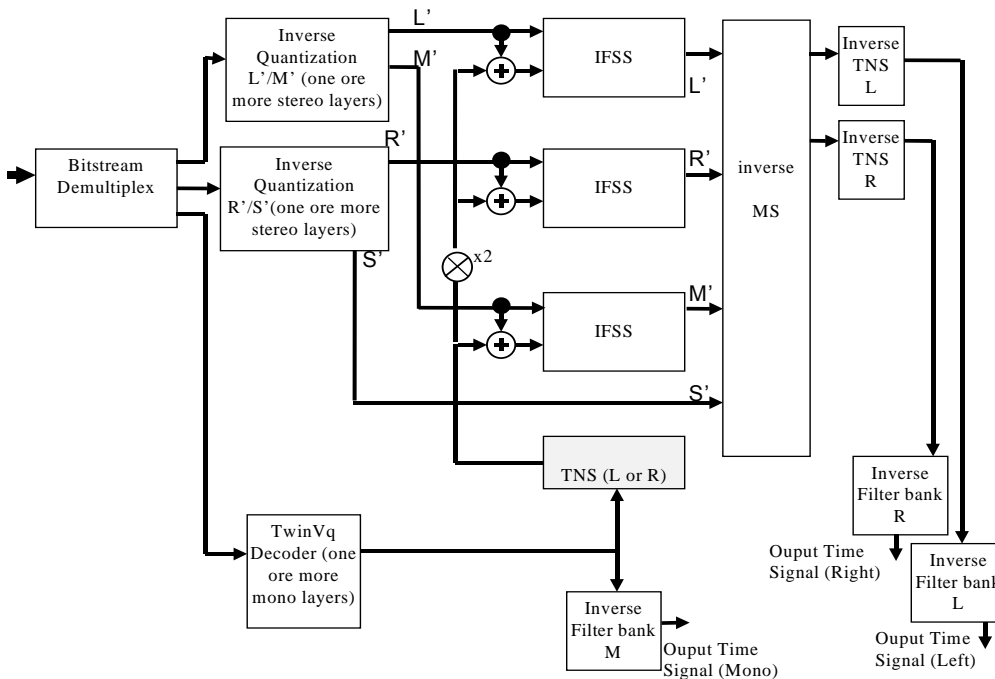 L'
Inverse
Quantization
L'/M' (one ore
more stereo layers)
M'
IFSS
L'
Inverse
TNS
L
Bitstream
Demultiplex
Inverse
Quantization
R'/S'(one ore more
stereo layers)
R'
IFSS
R'
inverse
MS
Inverse
TNS
R
S'
x2
IFSS
M'
S'
TNS (L or R)
TwinVq
Decoder (one
ore more
mono layers)
Inverse
Filter bank
M
Ouput Time
Signal (Mono)
Inverse
Filter bank
R
Ouput Time
Signal (Right)
Inverse
Filter bank
L
Ouput Time
Signal (Left)